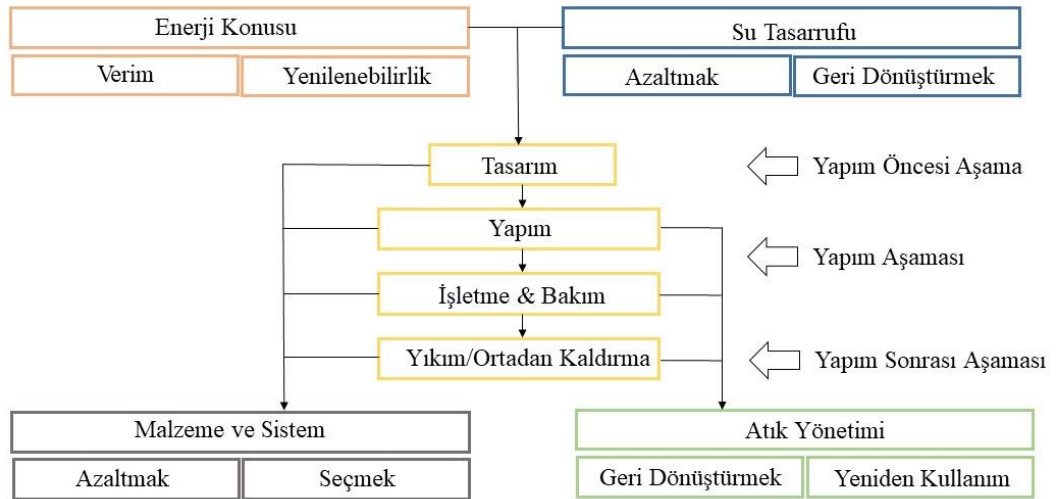 Enerji Konusu
Su Tasarrufu
Verim
Yenilenebilirlik
Azaltmak
Geri Dönüştürmek
Tasarım
Yapım Öncesi Aşama
Yapım
Yapım Aşaması
İşletme & Bakım
Yıkım/Ortadan Kaldırma
Yapım Sonrası Aşaması
Malzeme ve Sistem
Atık Yönetimi
Azaltmak
Seçmek
Geri Dönüştürmek
Yeniden Kullanım